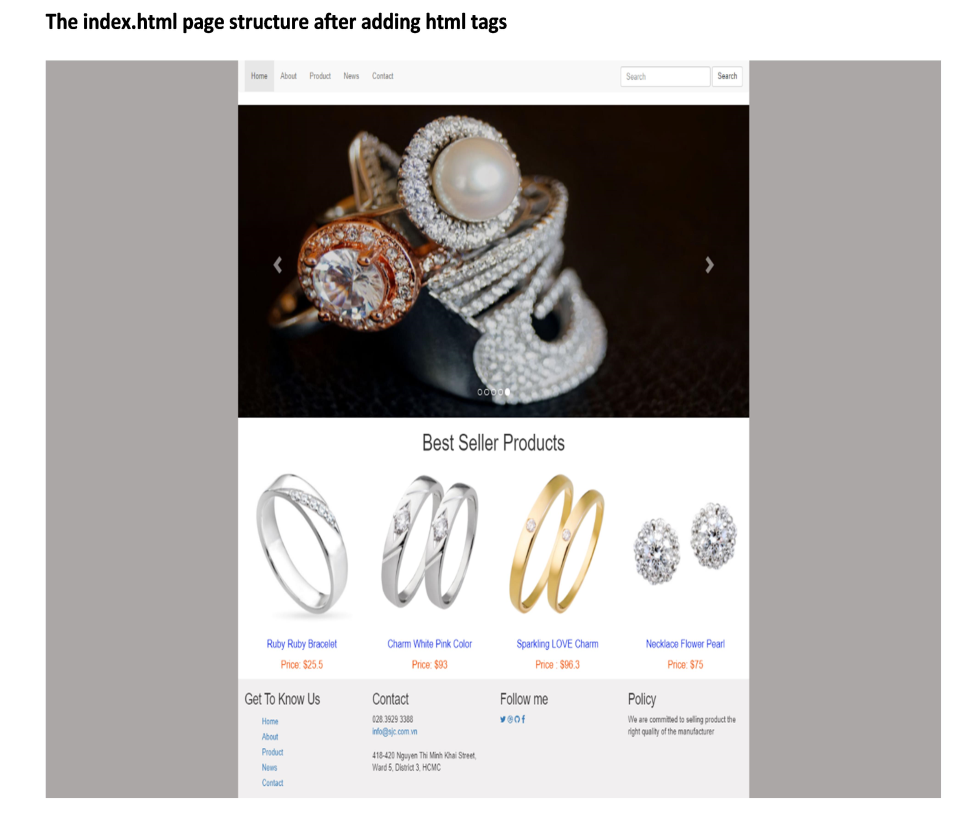 The index.html page structure after adding html tags
Home About Product News Contact Search Search
Best Seller Products
Ruby Ruby Bracelet Charm White Pink Color Sparkling LOVE Charm Necklace Flower Pearl
Price: $25.5 Price: $93 Price : $96.3 Price: $75
Get To Know Us
Home
About
Product
News
Contact
Contact
028.3929 3388
info@sjc.com.vn
418-420 Nguyen Thi Minh Khai Street,
Ward 5, District 3, HCMC
Follow me
Policy
We are committed to selling product the
right quality of the manufacturer